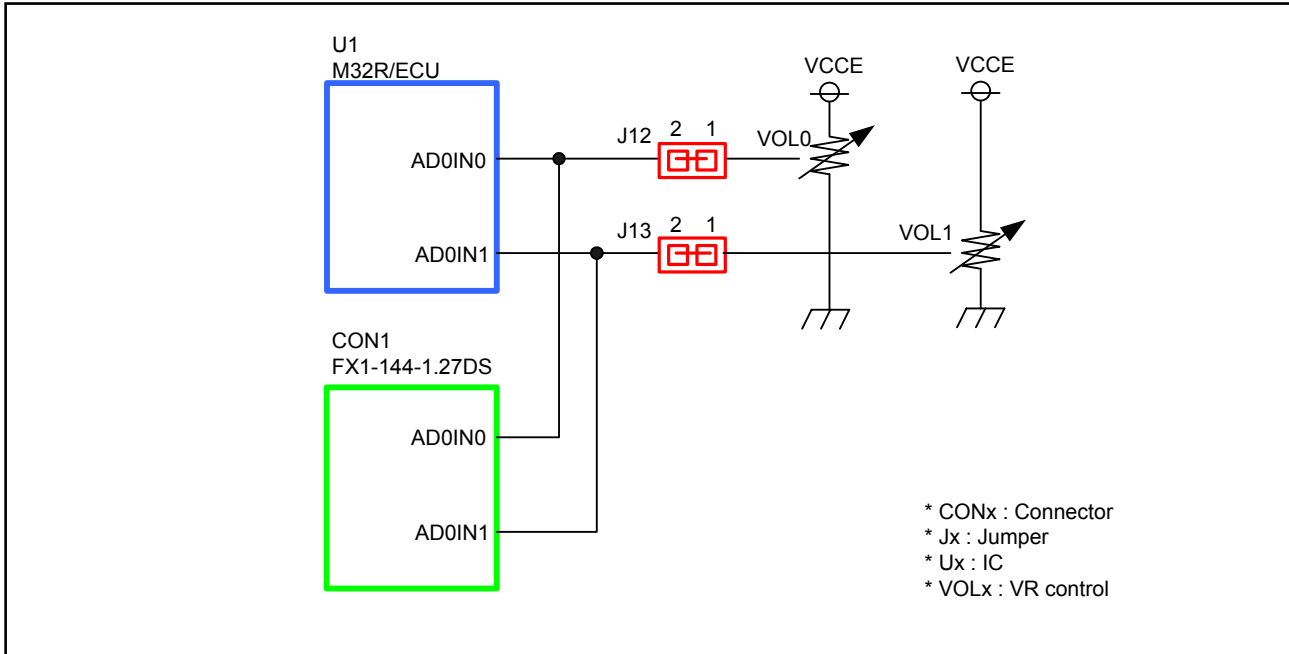 U1
M32R/ECU
VCCE
VCCE
J12 2 1
VOL0
AD0IN0
J13 2 1
VOL1
AD0IN1
CON1
FX1-144-1.27DS
AD0IN0
AD0IN1
* CONx : Connector
* Jx : Jumper
* Ux : IC
* VOLx : VR control